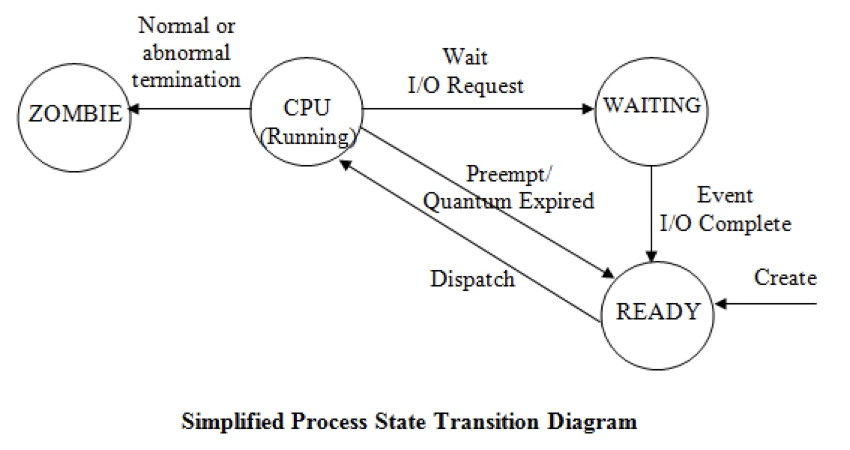 Normal or
abnormal
termination
Wait
I/O Request
ZOMBIE
CPU
(Running)
WAITING
Preempt/
Quantum Expired
Event
I/O Complete
Dispatch
Create
READY
Simplified Process State Transition Diagram